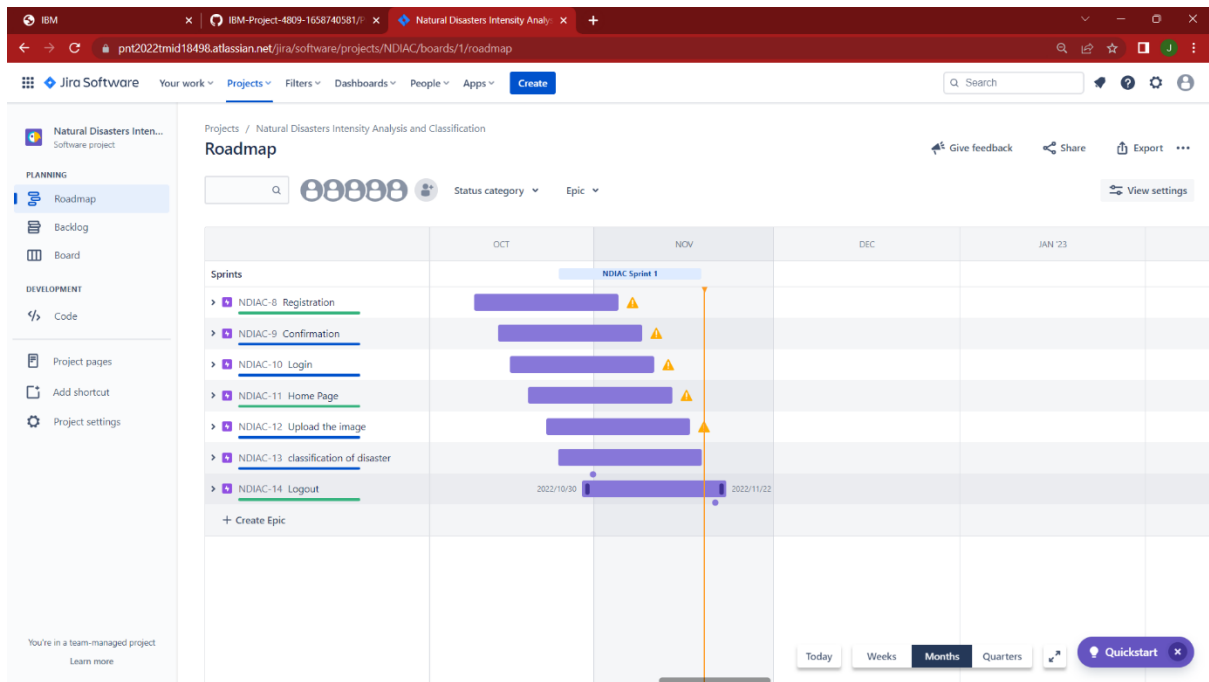 IBM
IBM-Project-4809-1658740581/P
Natural Disasters Intensity Analy
pnt2022tmid18498.atlassian.net/jira/software/projects/NDIAC/boards/1/roadmap
J
Jira Software Your work Projects Filters Dashboards People Apps Create Search
Natural Disasters Inten...
Software project
PLANNING
Roadmap
Backlog
Board
DEVELOPMENT
Code
Project pages
Add shortcut
Project settings
You're in a team-managed project
Learn more
Projects / Natural Disasters Intensity Analysis and Classification
Roadmap
Give feedback Share Export
Status category Epic View settings
OCT NOV DEC JAN '23
Sprints NDIAC Sprint 1
NDIAC-8 Registration
NDIAC-9 Confirmation
NDIAC-10 Login
NDIAC-11 Home Page
NDIAC-12 Upload the image
NDIAC-13 classification of disaster
NDIAC-14 Logout 2022/10/30 2022/11/22
+ Create Epic
Today Weeks Months Quarters Quickstart